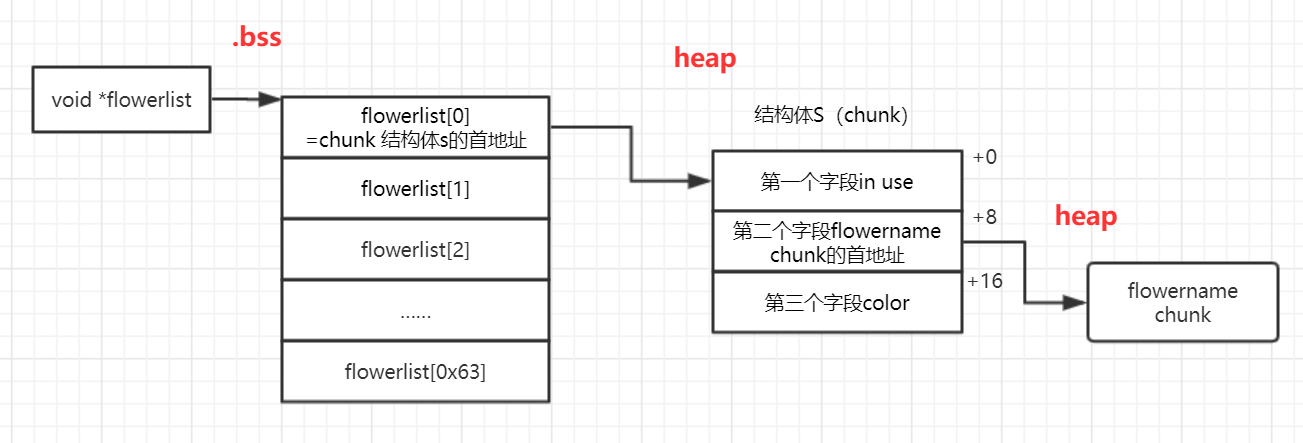 .bss
void *flowerlist
flowerlist[0]
=chunk 结构体s的首地址
flowerlist[1]
flowerlist[2]
……
flowerlist[0x63]
heap
结构体S（chunk）
+0
第一个字段in use
+8
第二个字段flowername
chunk的首地址
+16
第三个字段color
heap
flowername
chunk